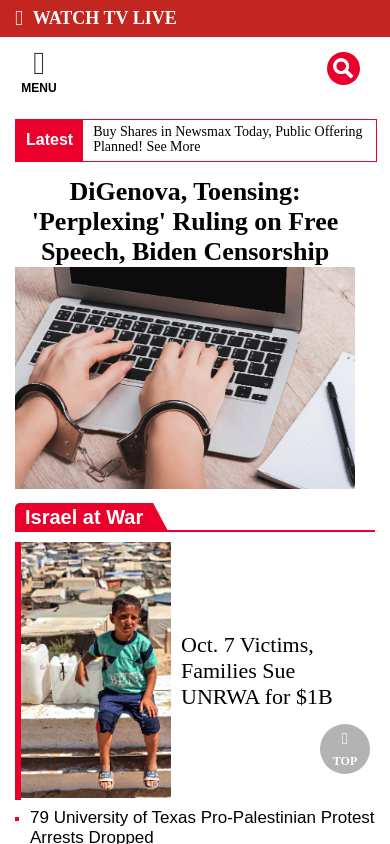 WATCH TV LIVE
MENU
Latest
Buy Shares in Newsmax Today, Public Offering
Planned! See More
DiGenova, Toensing:
'Perplexing' Ruling on Free
Speech, Biden Censorship
Israel at War
Oct. 7 Victims,
Families Sue
UNRWA for $1B
TOP
79 University of Texas Pro-Palestinian Protest
Arrests Dropped